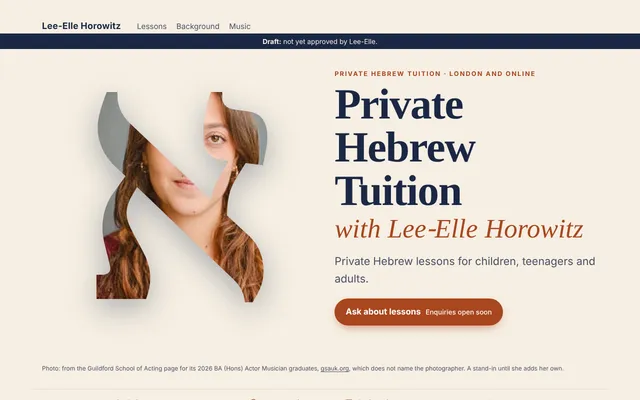 Lee-Elle Horowitz Lessons Background Music
Draft: not yet approved by Lee-Elle.
א
PRIVATE HEBREW TUITION · LONDON AND ONLINE
Private
Hebrew
Tuition
with Lee-Elle Horowitz
Private Hebrew lessons for children, teenagers and
adults.
Ask about lessons Enquiries open soon
Photo: from the Guildford School of Acting page for its 2026 BA (Hons) Actor Musician graduates, gsauk.org, which does not name the photographer. A stand-in until she adds her own.